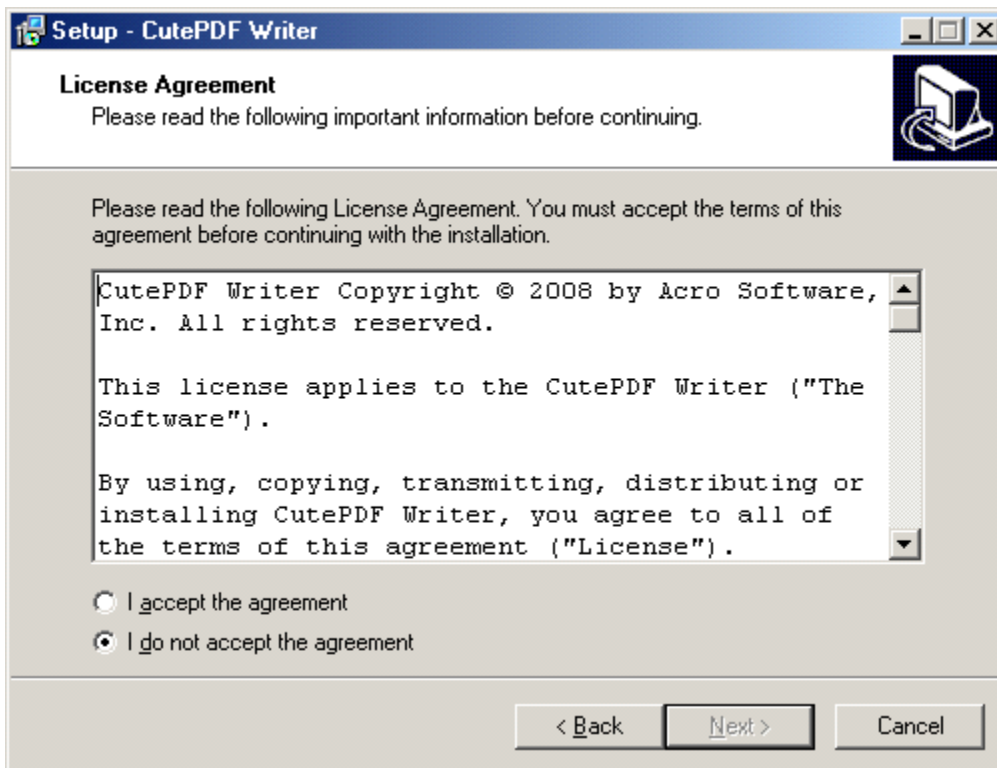 Setup - CutePDF Writer
License Agreement
Please read the following important information before continuing.
Please read the following License Agreement. You must accept the terms of this
agreement before continuing with the installation.
CutePDF Writer Copyright © 2008 by Acro Software,
Inc. All rights reserved.
This license applies to the CutePDF Writer ("The
Software").
By using, copying, transmitting, distributing or
installing CutePDF Writer, you agree to all of
the terms of this agreement ("License").
I accept the agreement
I do not accept the agreement
< Back
Next >
Cancel